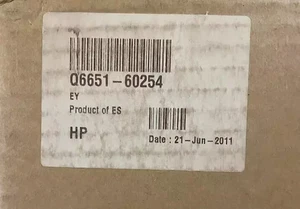 Q6651-60254
EY
Product of ES
HP
Date : 21-Jun-2011